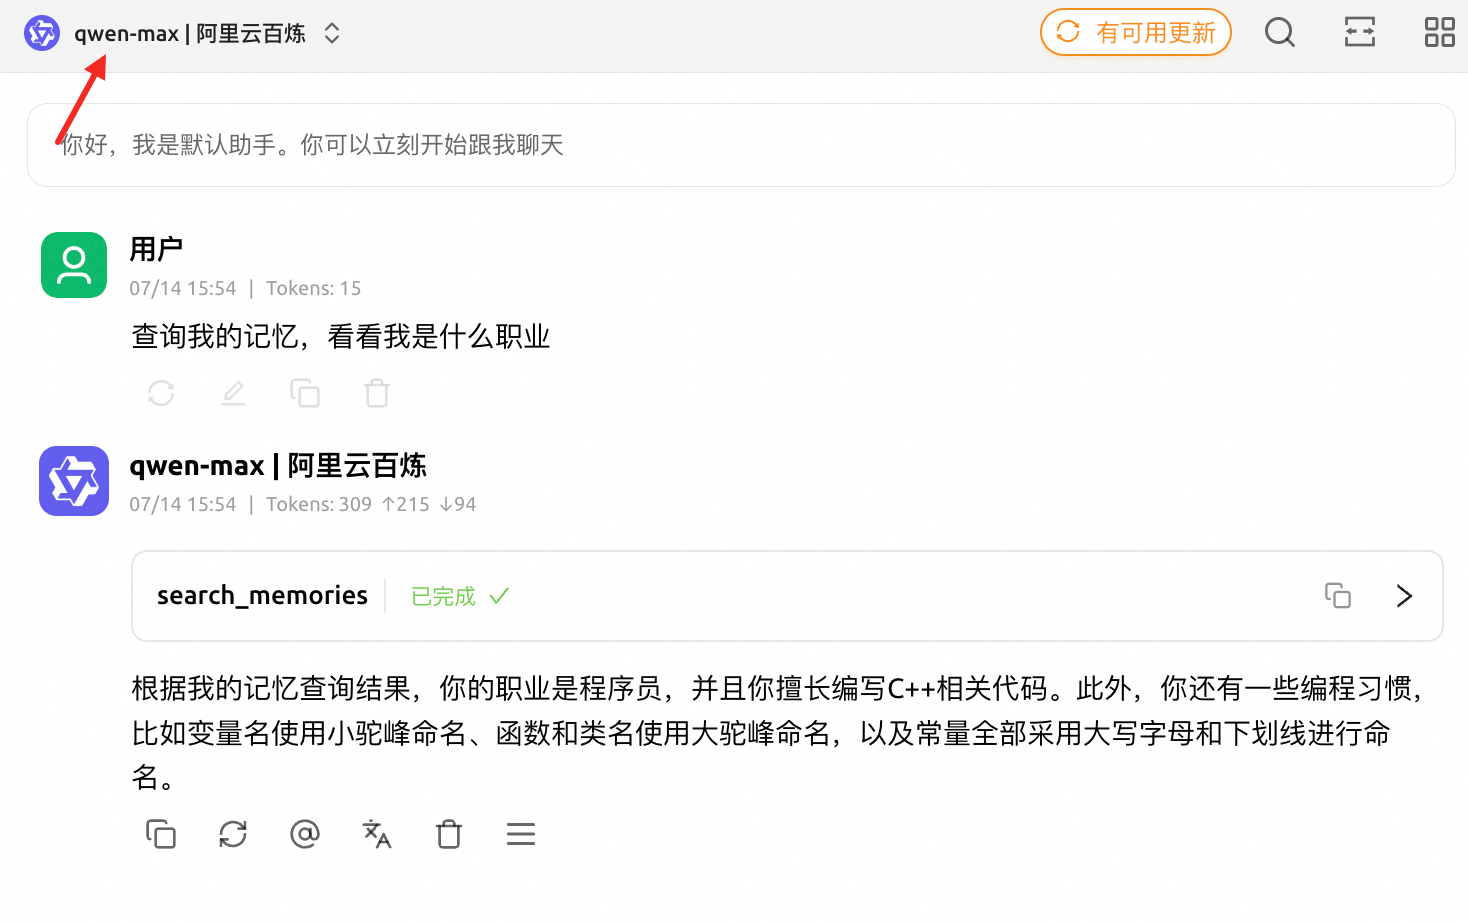 qwen-max | 阿里云百炼
有可用更新
你好，我是默认助手。你可以立刻开始跟我聊天
用户
07/14 15:54 | Tokens: 15
查询我的记忆，看看我是什么职业
qwen-max | 阿里云百炼
07/14 15:54 | Tokens: 309 ↑215 ↓94
search_memories
已完成 ✓
根据我的记忆查询结果，你的职业是程序员，并且你擅长编写C++相关代码。此外，你还有一些编程习惯，
比如变量名使用小驼峰命名、函数和类名使用大驼峰命名，以及常量全部采用大写字母和下划线进行命
名。